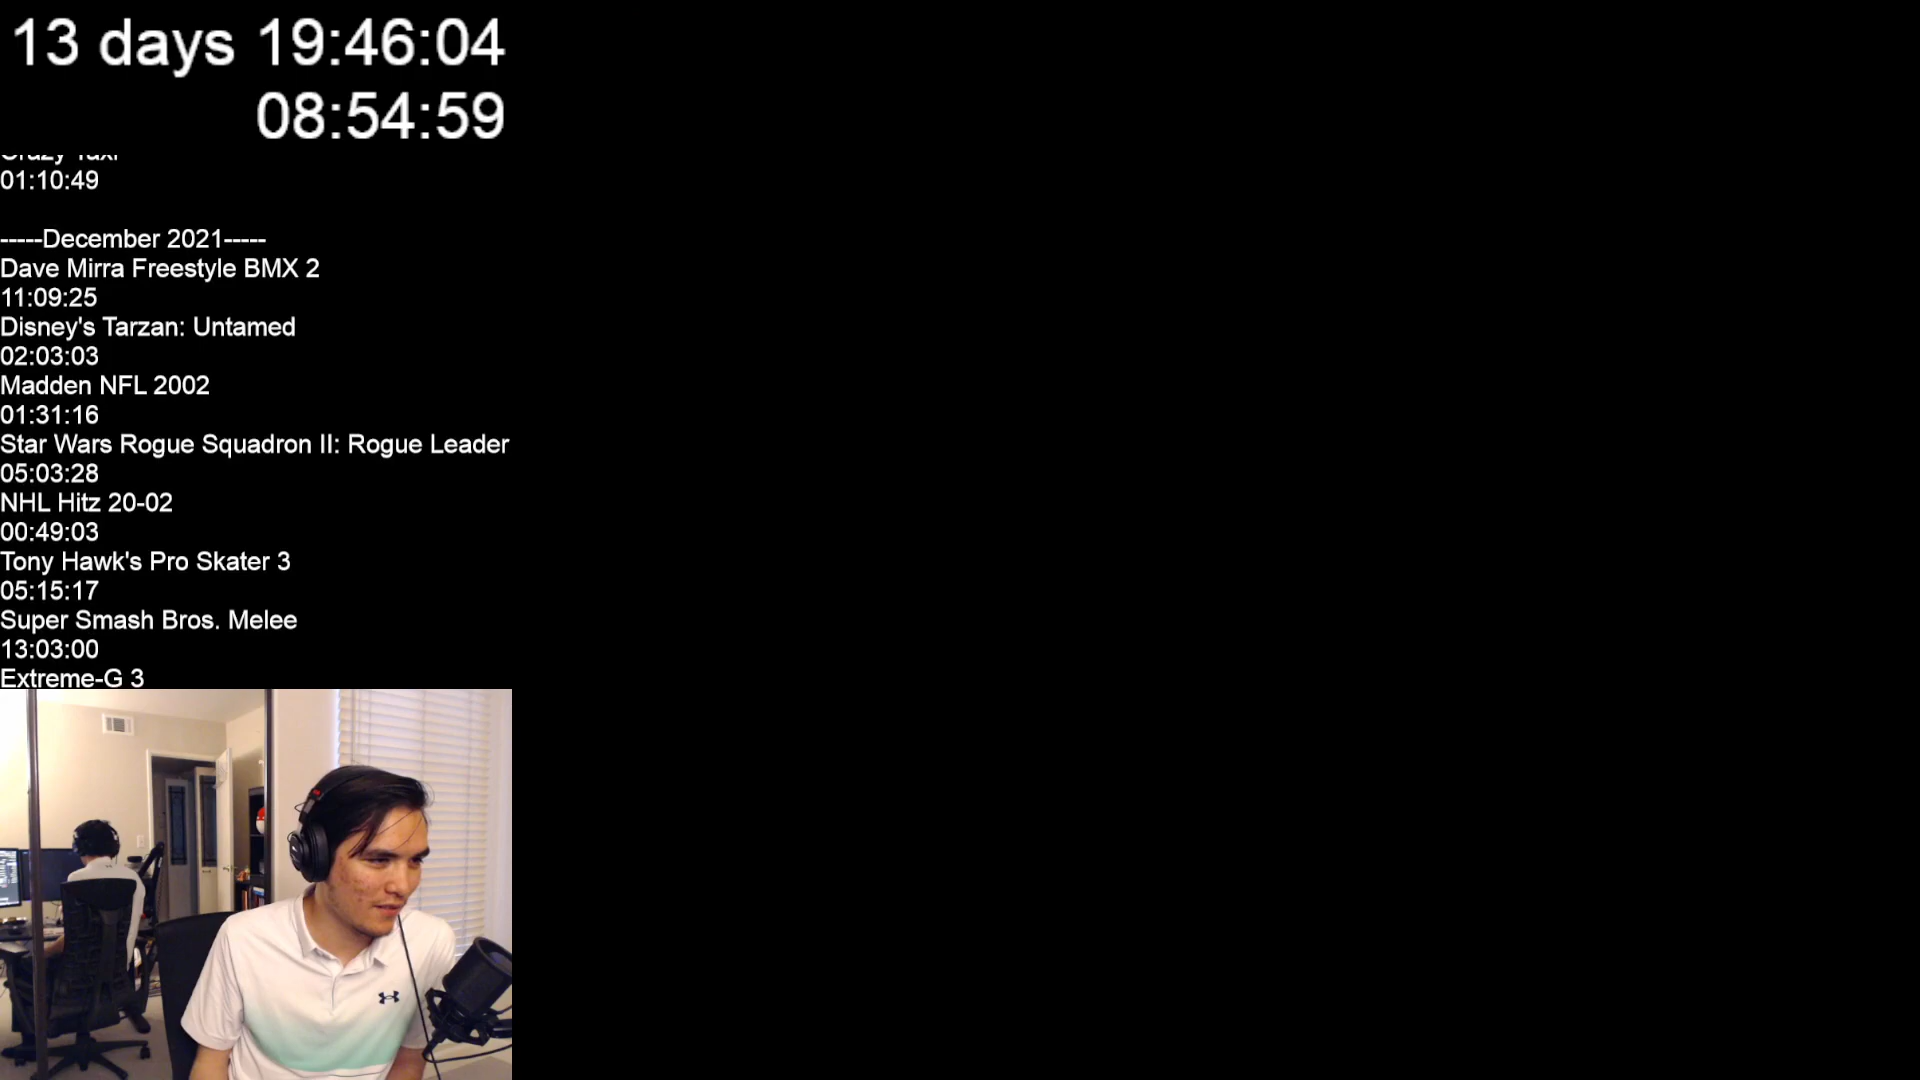 13 days 19:46:04
08:54:59
Crazy Taxi
01:10:49
-----December 2021-----
Dave Mirra Freestyle BMX 2
11:09:25
Disney's Tarzan: Untamed
02:03:03
Madden NFL 2002
01:31:16
Star Wars Rogue Squadron II: Rogue Leader
05:03:28
NHL Hitz 20-02
00:49:03
Tony Hawk's Pro Skater 3
05:15:17
Super Smash Bros. Melee
13:03:00
Extreme-G 3